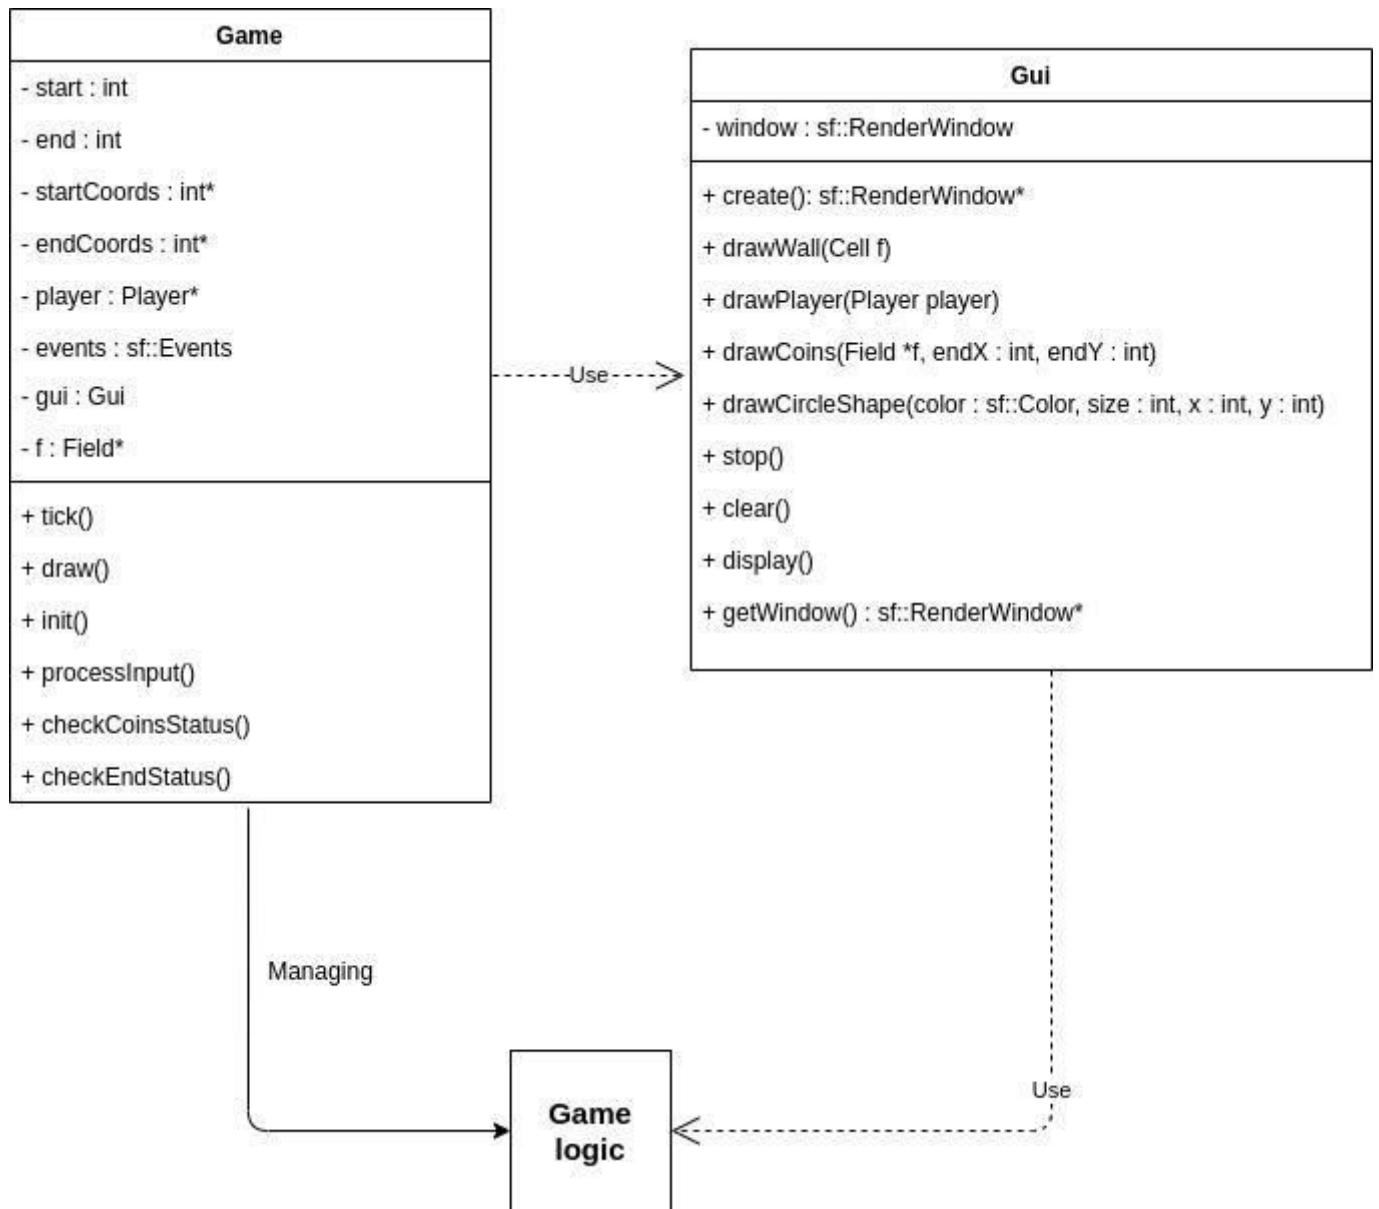 Game
- start : int
- end : int
- startCoords : int*
- endCoords : int*
- player : Player*
- events : sf::Events
- gui : Gui
- f : Field*
+ tick()
+ draw()
+ init()
+ processInput()
+ checkCoinsStatus()
+ checkEndStatus()
Use
Gui
- window : sf::RenderWindow
+ create(): sf::RenderWindow*
+ drawWall(Cell f)
+ drawPlayer(Player player)
+ drawCoins(Field *f, endX : int, endY : int)
+ drawCircleShape(color : sf::Color, size : int, x : int, y : int)
+ stop()
+ clear()
+ display()
+ getWindow() : sf::RenderWindow*
Managing
Use
Game
logic